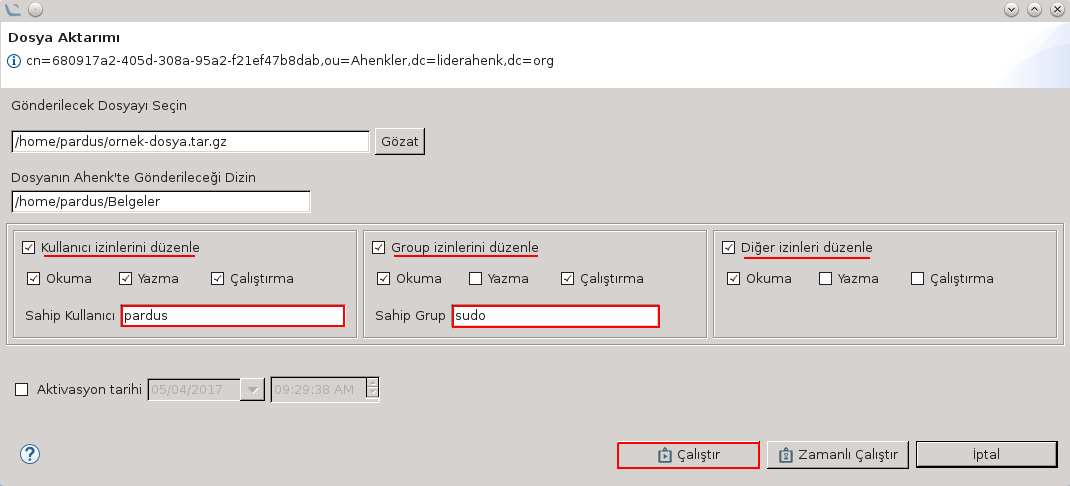 Dosya Aktarımı
cn=680917a2-405d-308a-95a2-f21ef47b8dab,ou=Ahenkler,dc=liderahenk,dc=org
Gönderilecek Dosyayı Seçin
/home/pardus/ornek-dosya.tar.gz Gözat
Dosyanın Ahenk'te Gönderileceği Dizin
/home/pardus/Belgeler
Kullanıcı izinlerini düzenle Group izinlerini düzenle Diğer izinleri düzenle
Okuma Yazma Çalıştırma Okuma Yazma Çalıştırma Okuma Yazma Çalıştırma
Sahip Kullanıcı pardus Sahip Grup sudo
Aktivasyon tarihi 05/04/2017 09:29:38 AM
? Çalıştır Zamanlı Çalıştır İptal